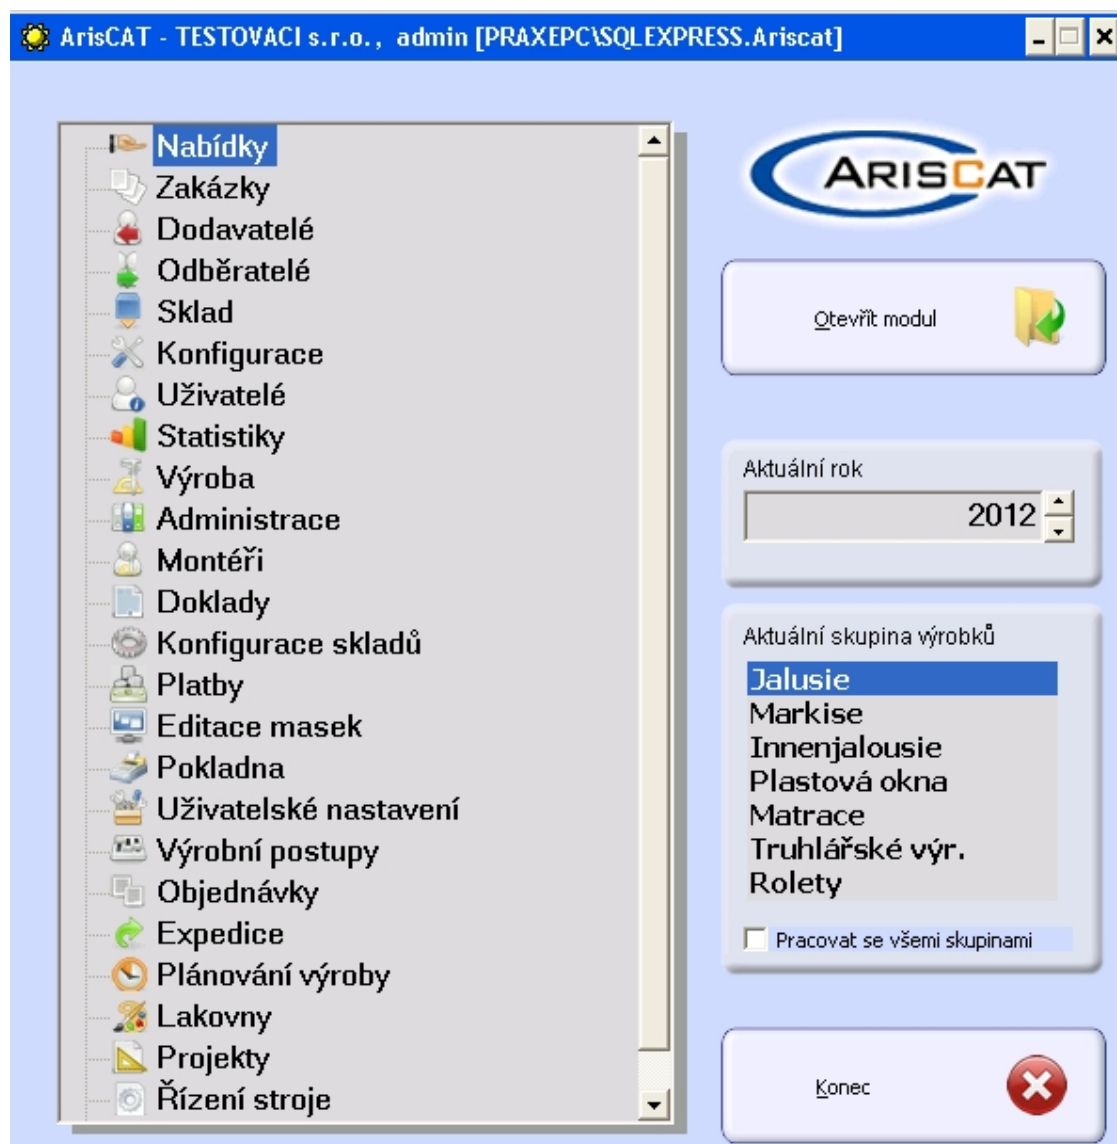 ArisCAT - TESTOVACI s.r.o., admin [PRAXEPC\SQLEXPRESS.Ariscat]
Nabídky
Zakázky
Dodavatelé
Odběratelé
Sklad
Konfigurace
Uživatelé
Statistiky
Výroba
Administrace
Montéři
Doklady
Konfigurace skladů
Platby
Editace masek
Pokladna
Uživatelské nastavení
Výrobní postupy
Objednávky
Expedice
Plánování výroby
Lakovny
Projekty
Řízení stroje
ARISCAT
Otevřít modul
Aktuální rok
2012
Aktuální skupina výrobků
Jalusie
Markise
Innenjalousie
Plastová okna
Matrace
Truhlářské výr.
Rolety
Pracovat se všemi skupinami
Konec